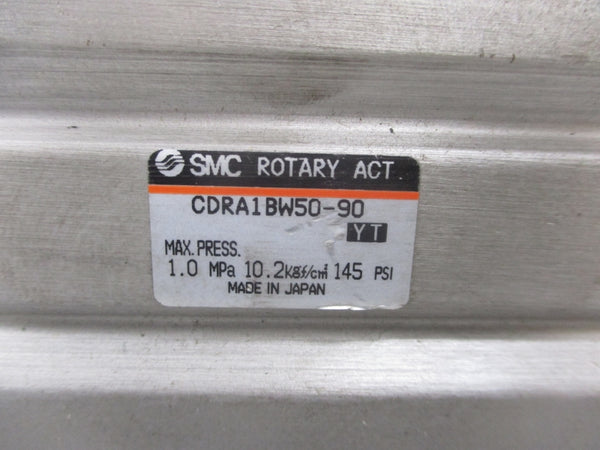 SMC ROTARY ACT.
CDRA1BW50-90
YT
MAX.PRESS.
1.0 MPa 10.2kgf/cm² 145 PSI
MADE IN JAPAN